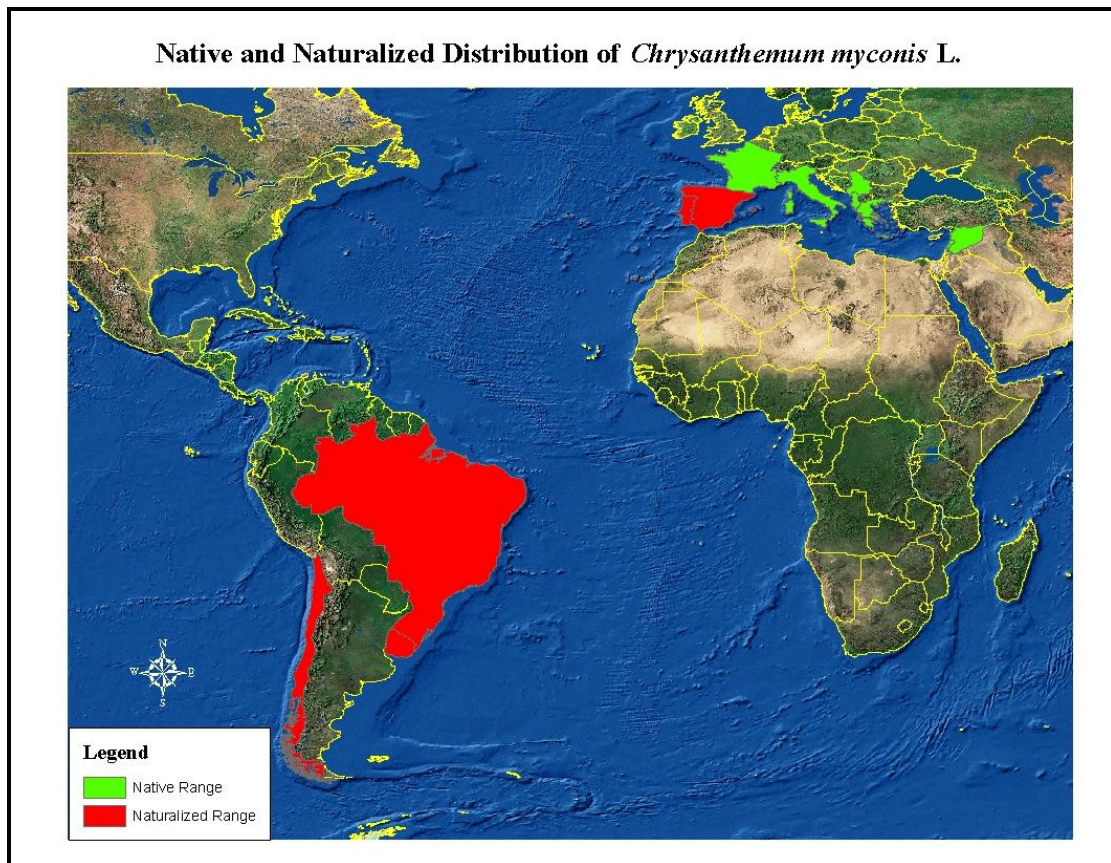 Native and Naturalized Distribution of Chrysanthemum myconis L.
N
W E
S
Legend
Native Range
Naturalized Range